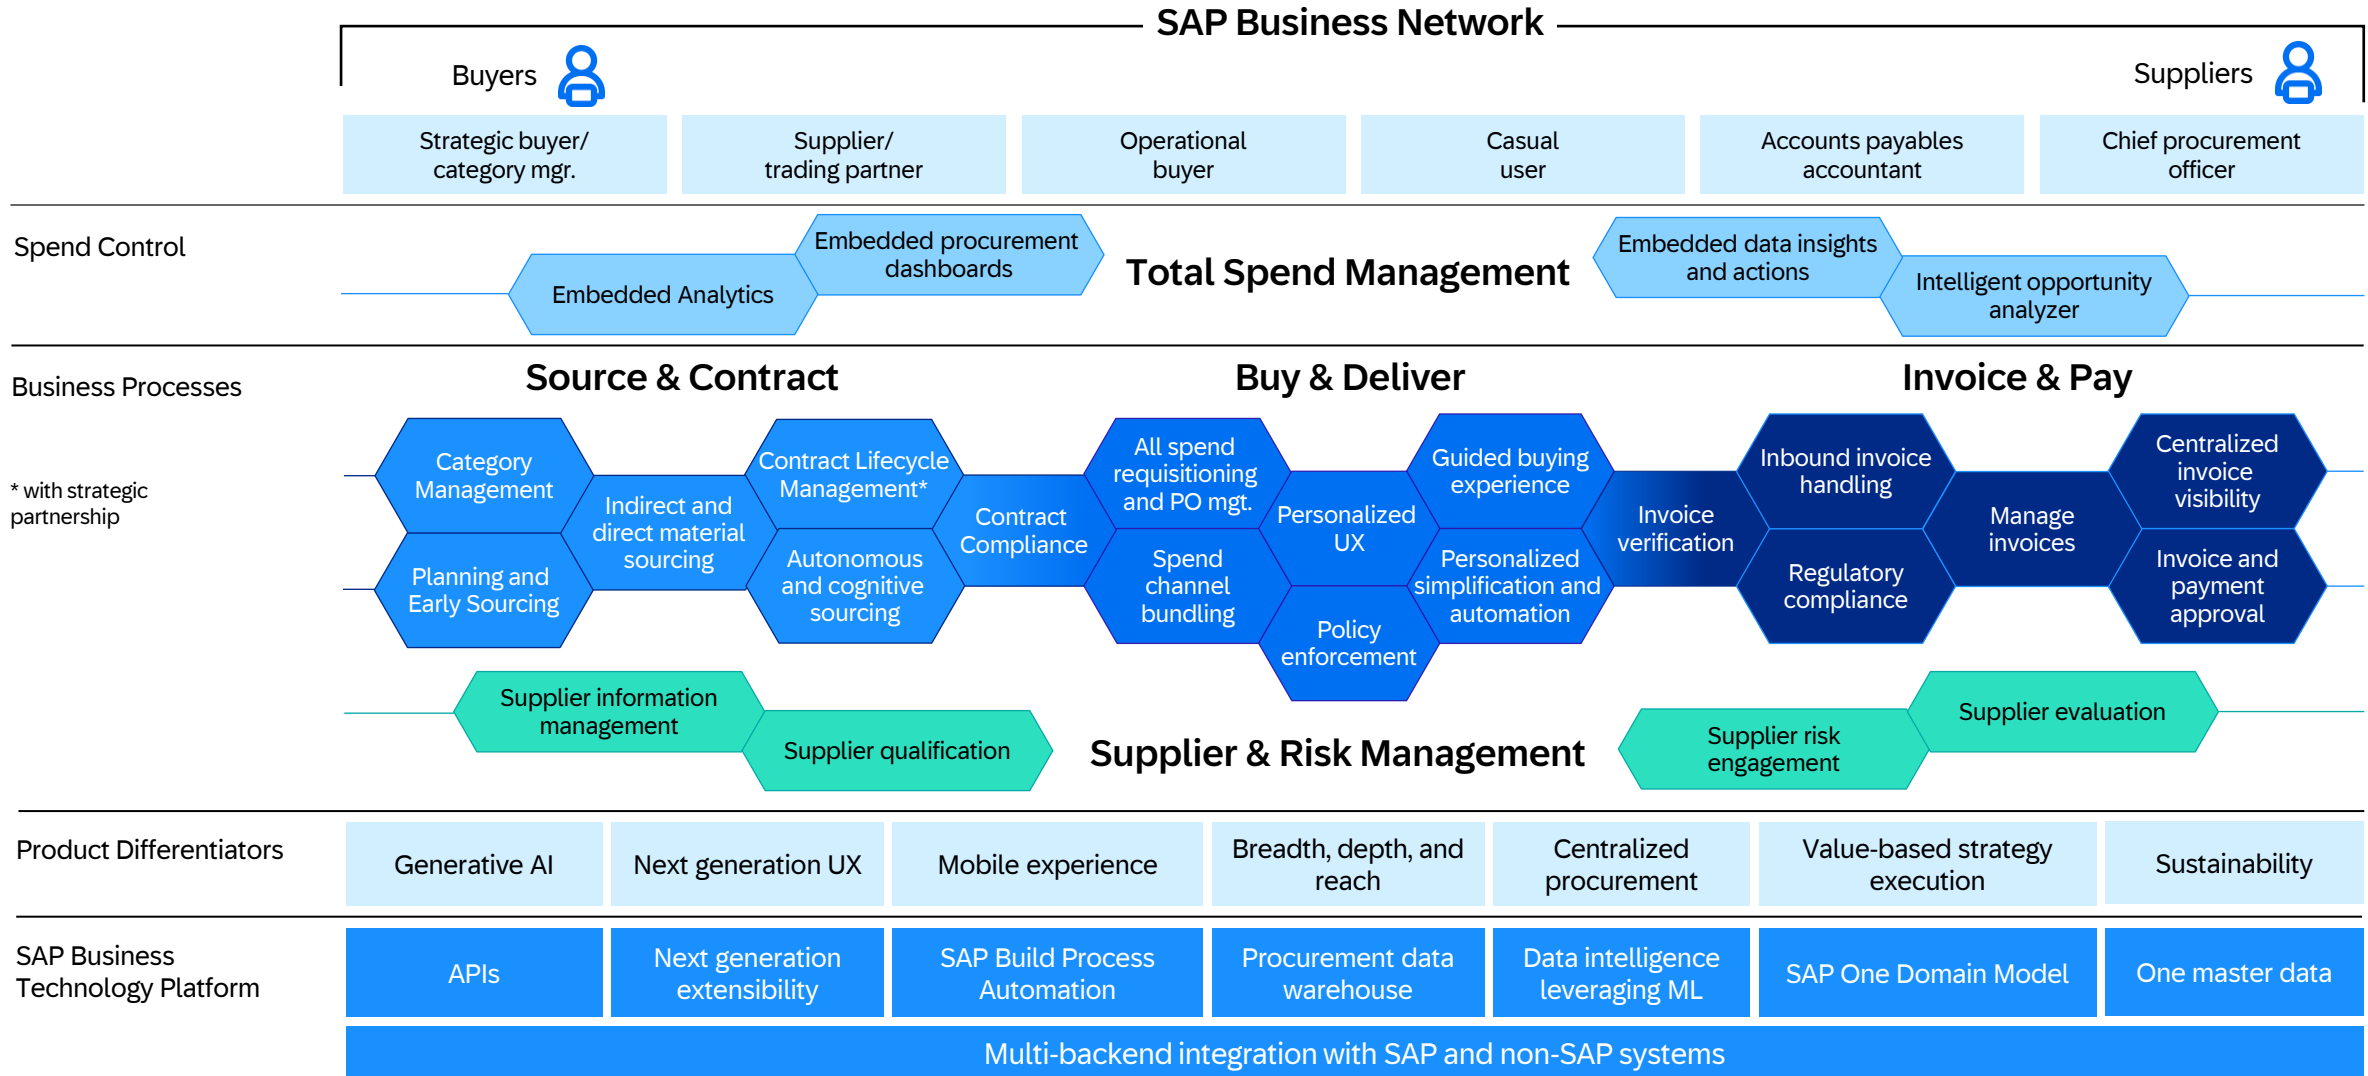 SAP Business Network
Buyers
Suppliers
Strategic buyer/
category mgr.
Supplier/
trading partner
Operational
buyer
Casual
user
Accounts payables
accountant
Chief procurement
officer
Spend Control
Embedded Analytics
Embedded procurement
dashboards
Total Spend Management
Embedded data insights
and actions
Intelligent opportunity
analyzer
Business Processes
* with strategic
partnership
Source & Contract
Category
Management
Planning and
Early Sourcing
Indirect and
direct material
sourcing
Contract Lifecycle
Management*
Autonomous
and cognitive
sourcing
Contract
Compliance
Buy & Deliver
All spend
requisitioning
and PO mgt.
Spend
channel
bundling
Personalized
UX
Policy
enforcement
Guided buying
experience
Personalized
simplification and
automation
Invoice
verification
Invoice & Pay
Inbound invoice
handling
Regulatory
compliance
Manage
invoices
Centralized
invoice
visibility
Invoice and
payment
approval
Supplier information
management
Supplier qualification
Supplier & Risk Management
Supplier risk
engagement
Supplier evaluation
Product Differentiators
Generative AI
Next generation UX
Mobile experience
Breadth, depth, and
reach
Centralized
procurement
Value-based strategy
execution
Sustainability
SAP Business
Technology Platform
APIs
Next generation
extensibility
SAP Build Process
Automation
Procurement data
warehouse
Data intelligence
leveraging ML
SAP One Domain Model
One master data
Multi-backend integration with SAP and non-SAP systems